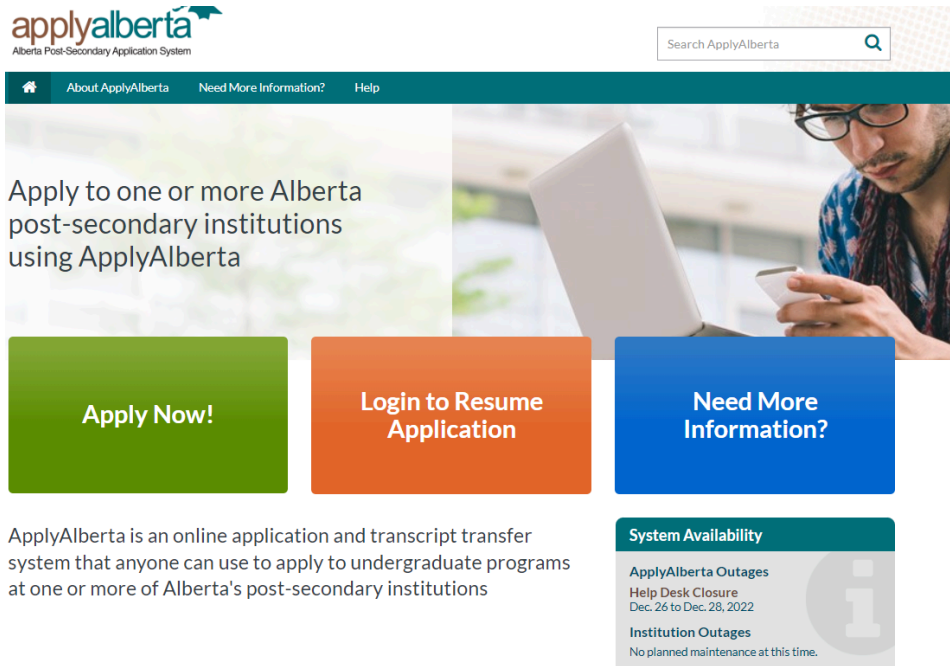 applyalberta
Alberta Post-Secondary Application System
Search ApplyAlberta
About ApplyAlberta Need More Information? Help
Apply to one or more Alberta
post-secondary institutions
using ApplyAlberta
Apply Now!
Login to Resume
Application
Need More
Information?
ApplyAlberta is an online application and transcript transfer
system that anyone can use to apply to undergraduate programs
at one or more of Alberta's post-secondary institutions
System Availability
ApplyAlberta Outages
Help Desk Closure
Dec. 26 to Dec. 28, 2022
Institution Outages
No planned maintenance at this time.